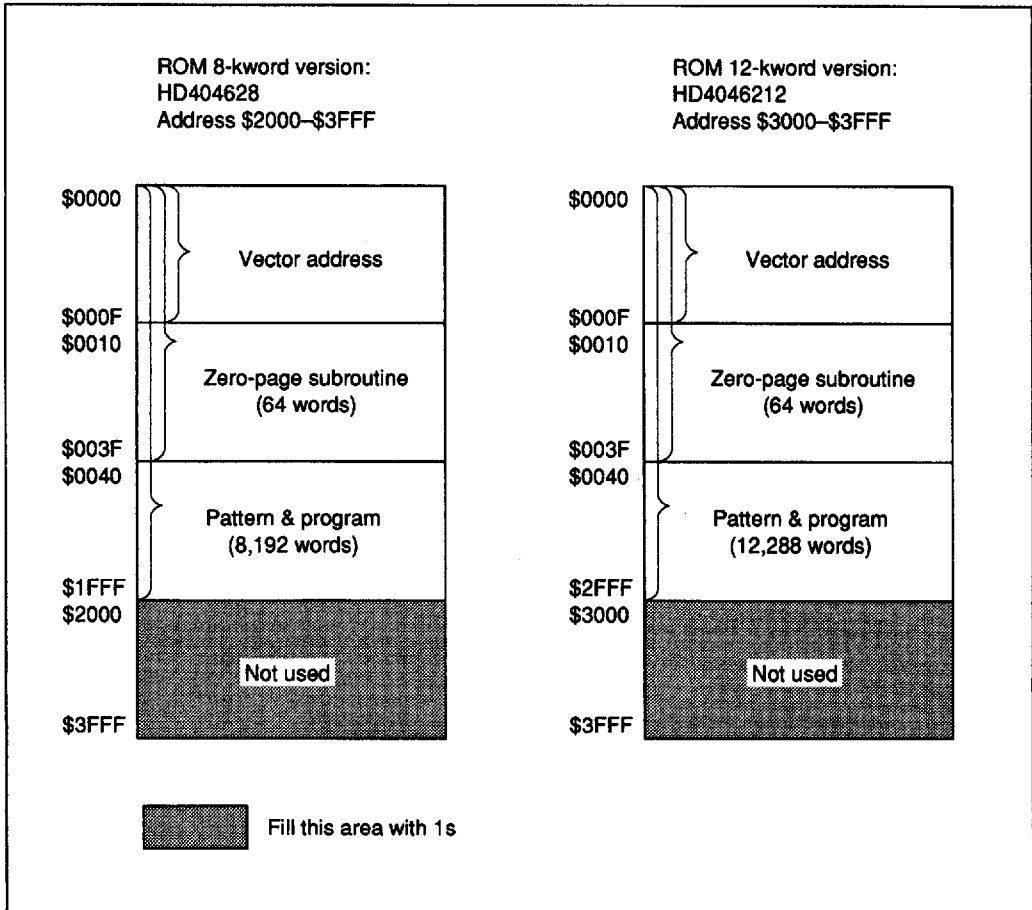 ROM 8-kword version:
HD404628
Address $2000–$3FFF
$0000
Vector address
$000F
$0010
Zero-page subroutine
(64 words)
$003F
$0040
Pattern & program
(8,192 words)
$1FFF
$2000
Not used
$3FFF
ROM 12-kword version:
HD4046212
Address $3000–$3FFF
$0000
Vector address
$000F
$0010
Zero-page subroutine
(64 words)
$003F
$0040
Pattern & program
(12,288 words)
$2FFF
$3000
Not used
$3FFF
Fill this area with 1s